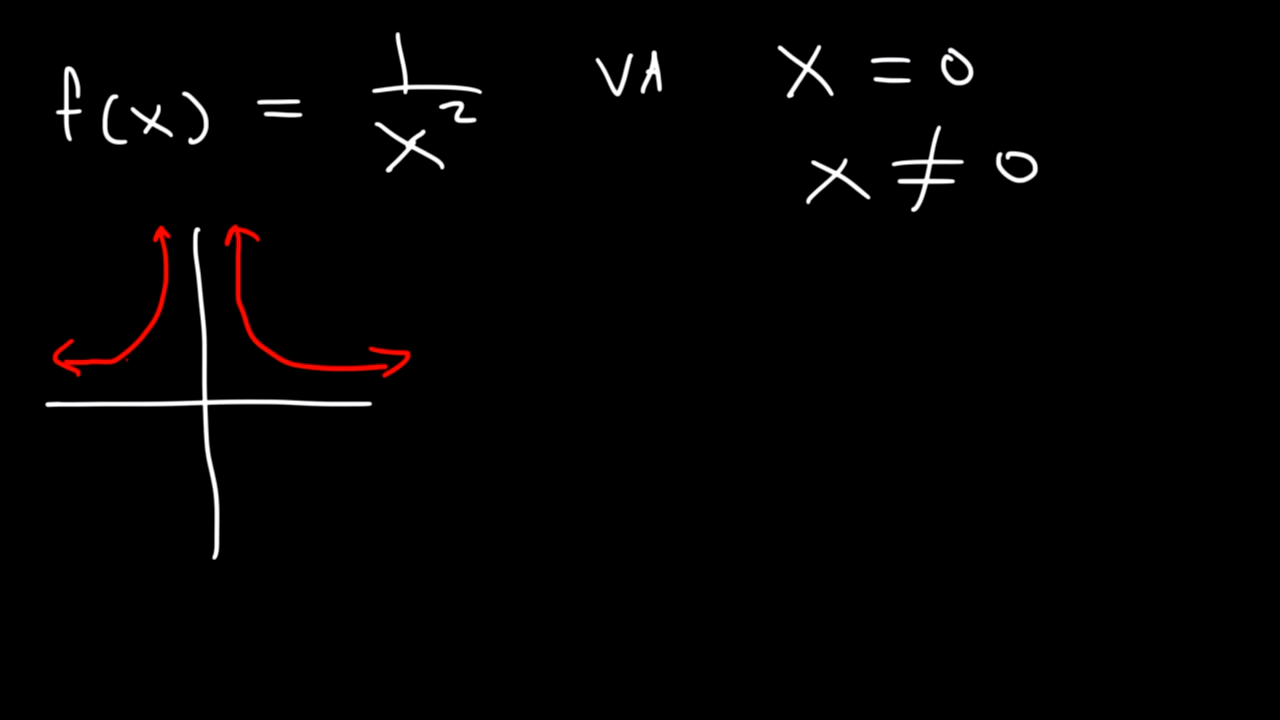 f(x) = 1/x² VA x = 0
x ≠ 0